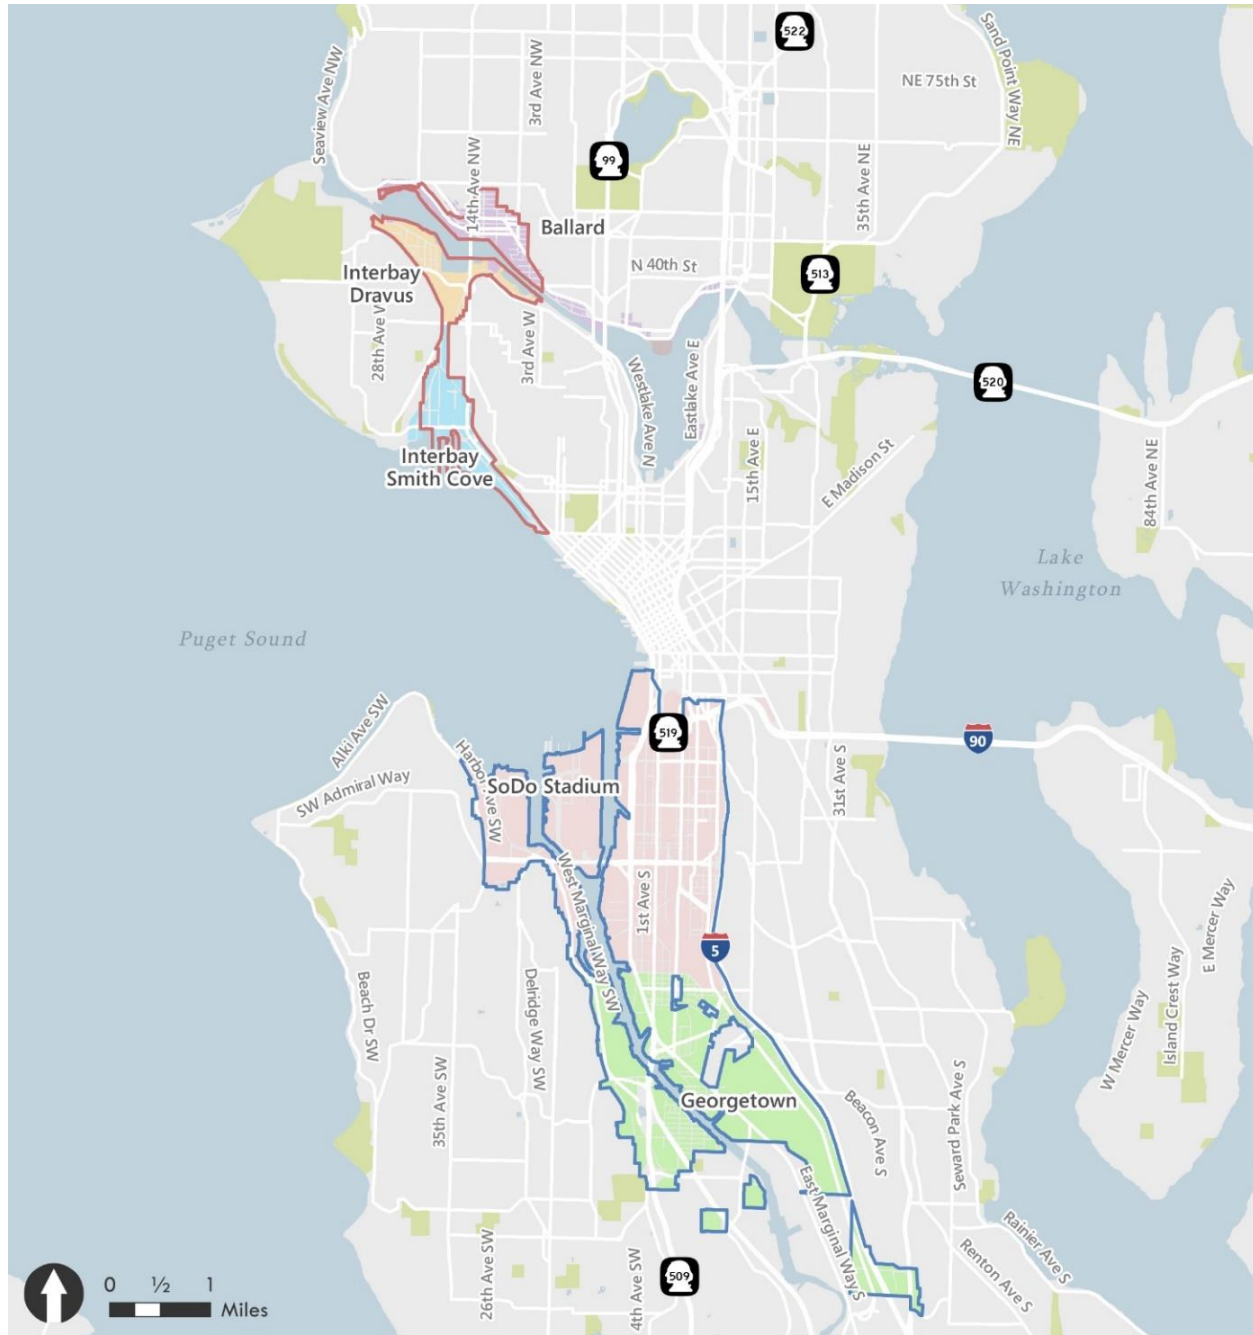 522
Sand Point Way NE
Seaview Ave NW
3rd Ave NW
NE 75th St
99
14th Ave NW
35th Ave NE
Ballard
N 40th St
513
Interbay
Dravus
28th Ave W
3rd Ave W
Westlake Ave N
Eastlake Ave E
520
15th Ave E
E Madison St
84th Ave NE
Interbay
Smith Cove
Lake
Washington
Puget Sound
Alki Ave SW
SW Admiral Way
Harbor Ave SW
519
90
SoDo Stadium
31st Ave S
1st Ave S
West Marginal Way SW
5
Beach Dr SW
Delridge Way SW
35th Ave SW
W Mercer Way
Island Crest Way
E Mercer Way
Georgetown
Beacon Ave S
Seward Park Ave S
East Marginal Way S
Rainier Ave S
Renton Ave S
26th Ave SW
4th Ave SW
509
0 ½ 1
Miles